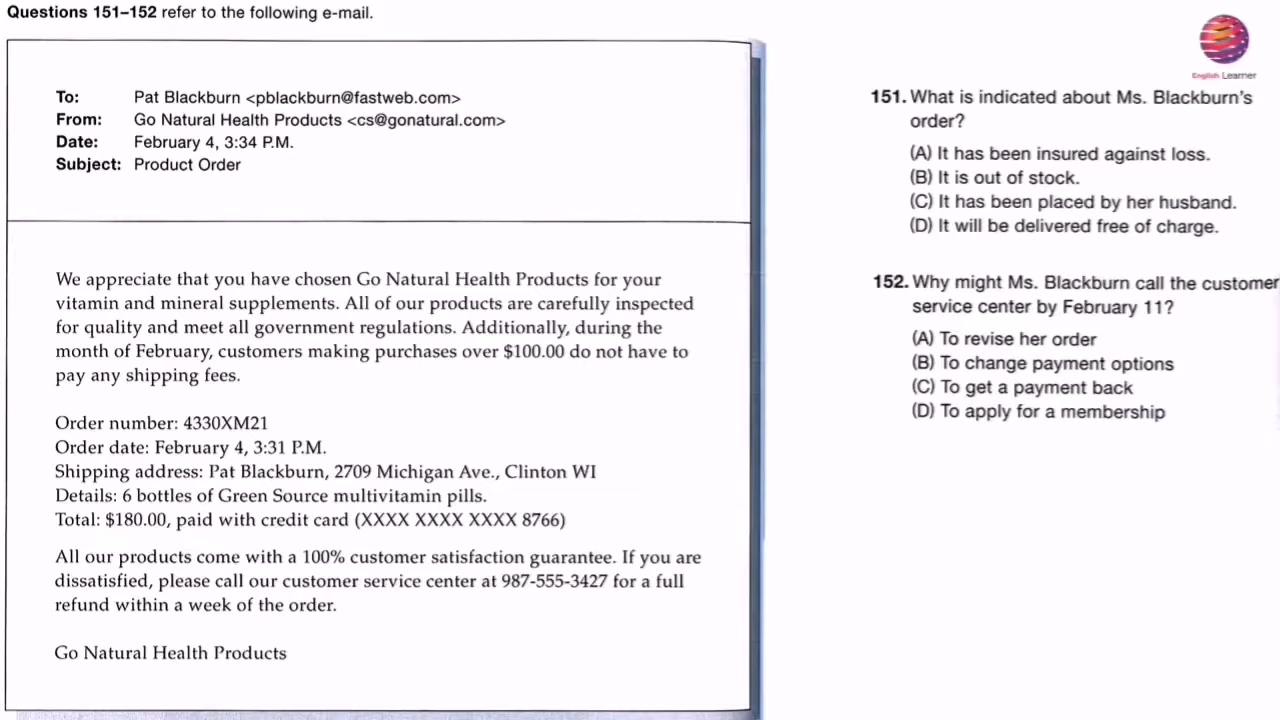 Questions 151–152 refer to the following e-mail.
To: Pat Blackburn <pblackburn@fastweb.com>
From: Go Natural Health Products <cs@gonatural.com>
Date: February 4, 3:34 P.M.
Subject: Product Order
We appreciate that you have chosen Go Natural Health Products for your
vitamin and mineral supplements. All of our products are carefully inspected
for quality and meet all government regulations. Additionally, during the
month of February, customers making purchases over $100.00 do not have to
pay any shipping fees.
Order number: 4330XM21
Order date: February 4, 3:31 P.M.
Shipping address: Pat Blackburn, 2709 Michigan Ave., Clinton WI
Details: 6 bottles of Green Source multivitamin pills.
Total: $180.00, paid with credit card (XXXX XXXX XXXX 8766)
All our products come with a 100% customer satisfaction guarantee. If you are
dissatisfied, please call our customer service center at 987-555-3427 for a full
refund within a week of the order.
Go Natural Health Products
English Learner
151. What is indicated about Ms. Blackburn's
order?
(A) It has been insured against loss.
(B) It is out of stock.
(C) It has been placed by her husband.
(D) It will be delivered free of charge.
152. Why might Ms. Blackburn call the customer
service center by February 11?
(A) To revise her order
(B) To change payment options
(C) To get a payment back
(D) To apply for a membership